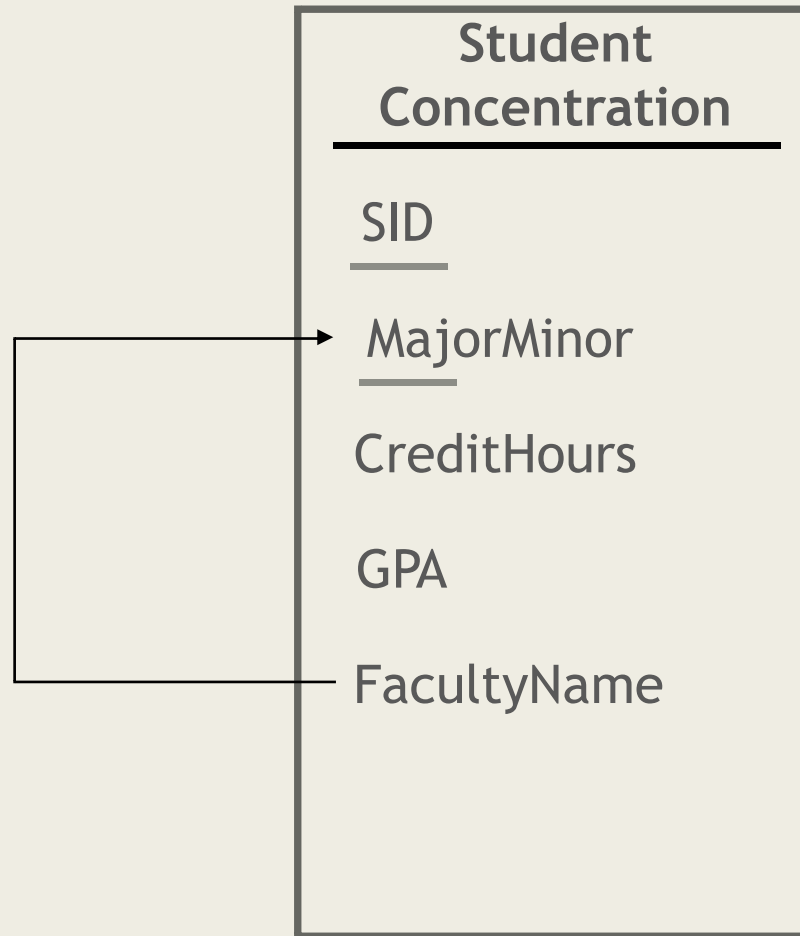 Student
Concentration
SID
MajorMinor
CreditHours
GPA
FacultyName